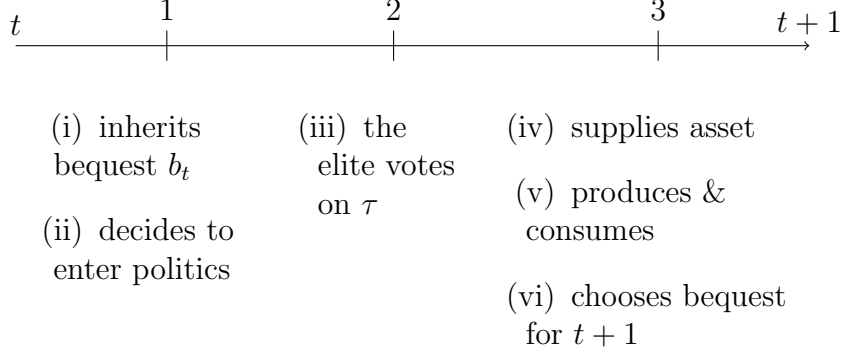 t 1 2 3 t + 1
(i) inherits
bequest b_t
(ii) decides to
enter politics
(iii) the
elite votes
on τ
(iv) supplies asset
(v) produces &
consumes
(vi) chooses bequest
for t + 1